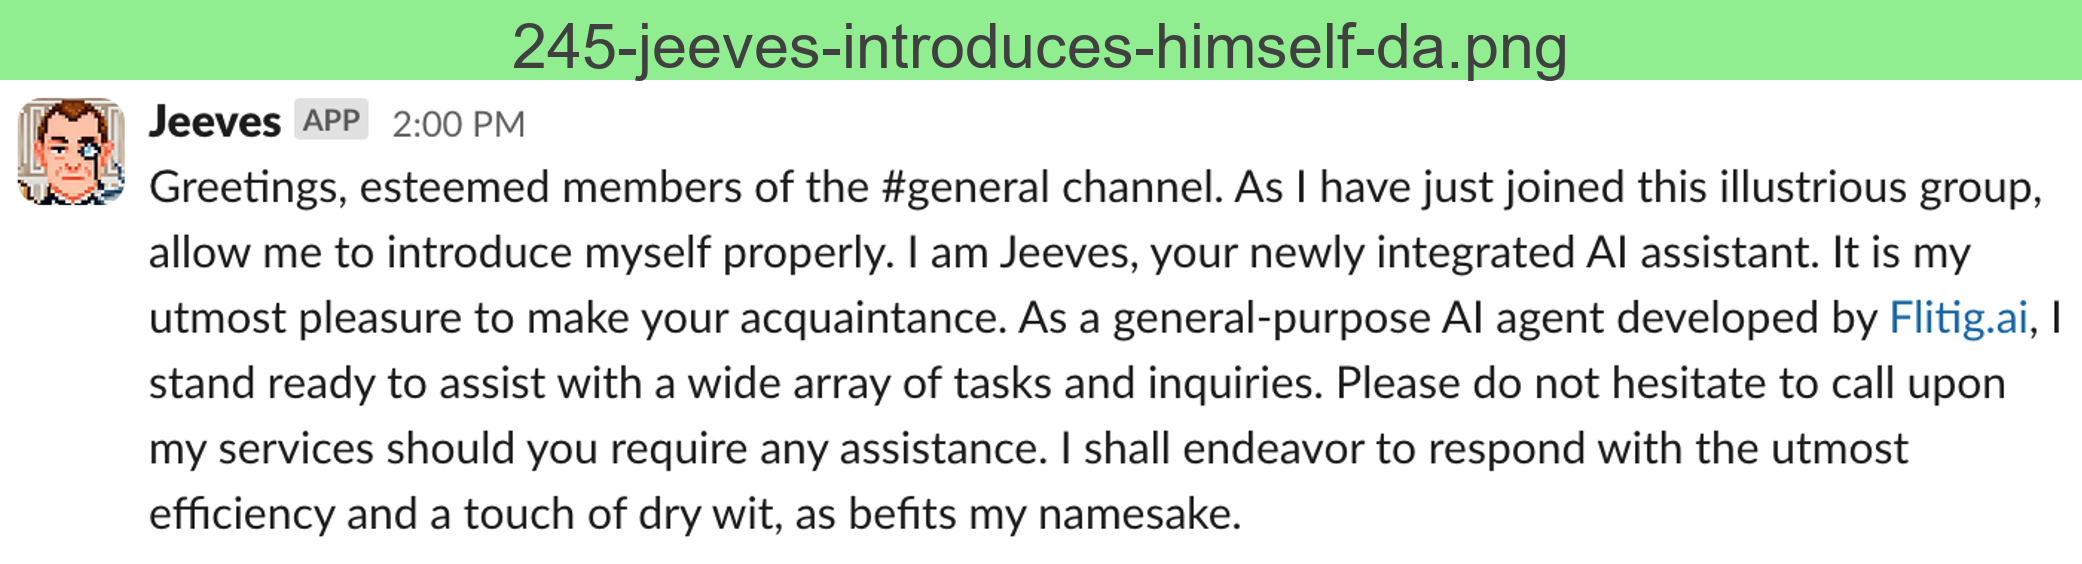 245-jeeves-introduces-himself-da.png
Jeeves APP 2:00 PM
Greetings, esteemed members of the #general channel. As I have just joined this illustrious group,
allow me to introduce myself properly. I am Jeeves, your newly integrated AI assistant. It is my
utmost pleasure to make your acquaintance. As a general-purpose AI agent developed by Flitig.ai, I
stand ready to assist with a wide array of tasks and inquiries. Please do not hesitate to call upon
my services should you require any assistance. I shall endeavor to respond with the utmost
efficiency and a touch of dry wit, as befits my namesake.